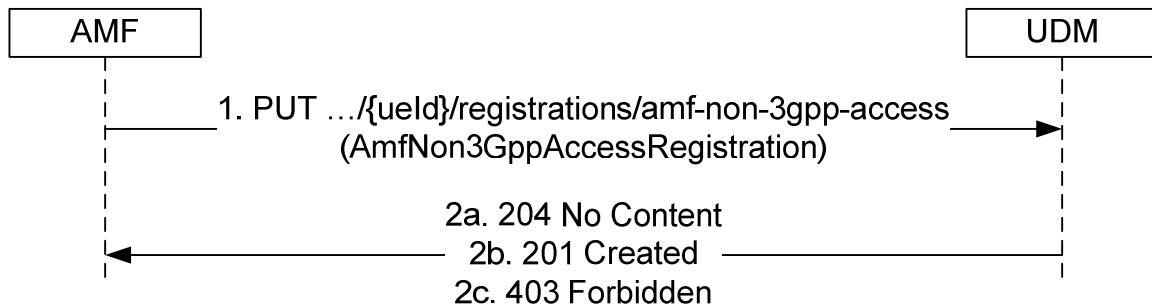 AMF
UDM
1. PUT …/{ueId}/registrations/amf-non-3gpp-access
(AmfNon3GppAccessRegistration)
2a. 204 No Content
2b. 201 Created
2c. 403 Forbidden